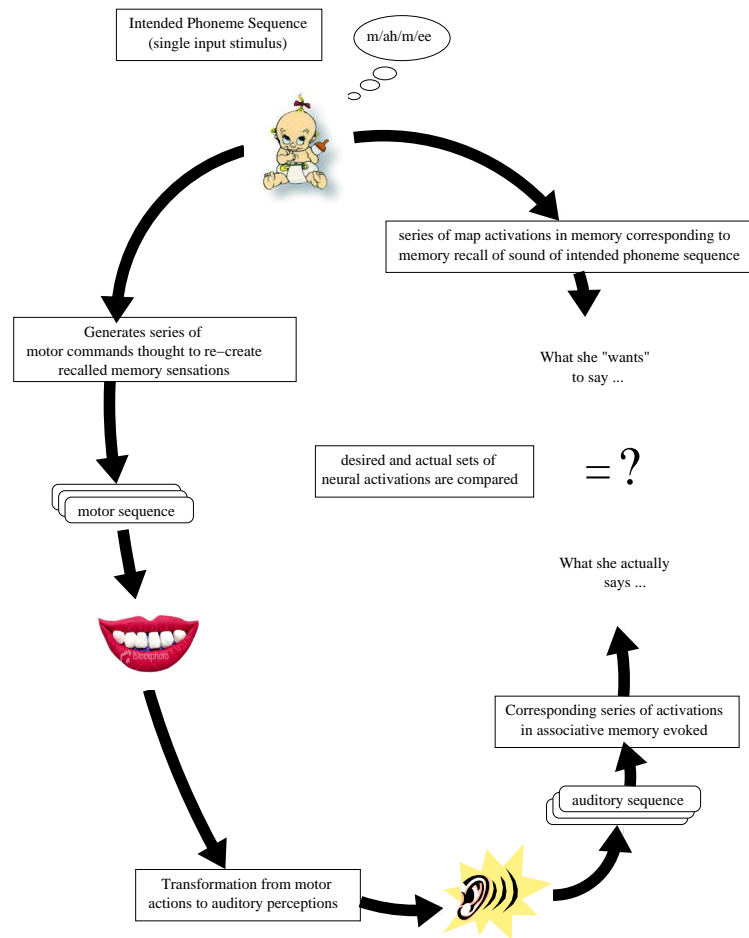 Intended Phoneme Sequence
(single input stimulus)
m/ah/m/ee
series of map activations in memory corresponding to
memory recall of sound of intended phoneme sequence
Generates series of
motor commands thought to re−create
recalled memory sensations
What she "wants"
to say ...
desired and actual sets of
neural activations are compared
= ?
motor sequence
What she actually
says ...
iStockphoto
Corresponding series of activations
in associative memory evoked
auditory sequence
Transformation from motor
actions to auditory perceptions